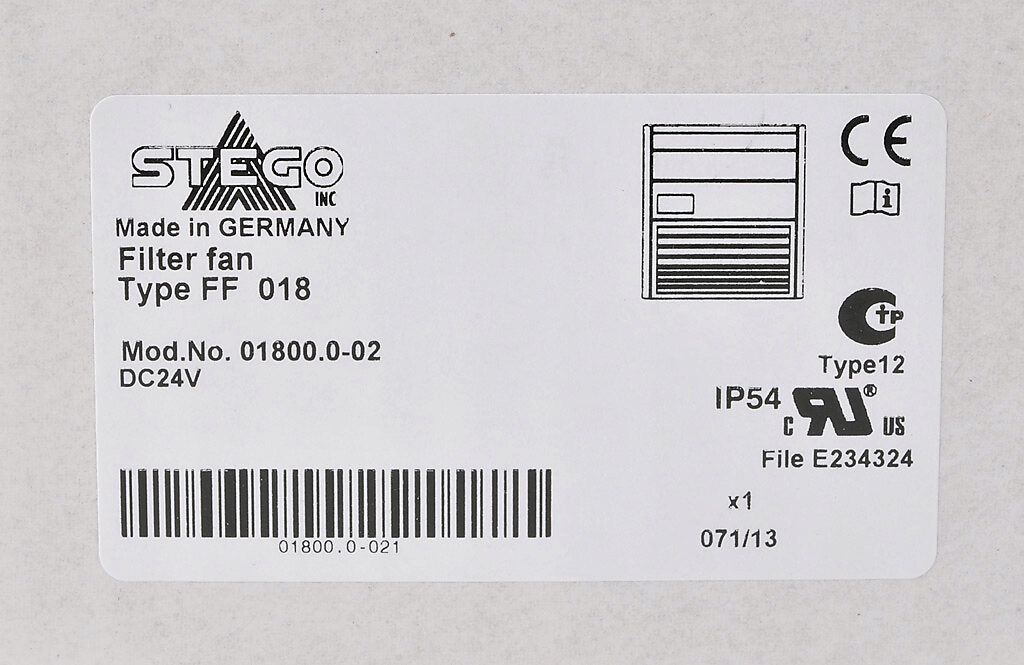 STEGO
INC
Made in GERMANY
Filter fan
Type FF 018
Mod.No. 01800.0-02
DC24V
01800.0-021
CE
i
Type12
IP54
C RU® US
File E234324
x1
071/13